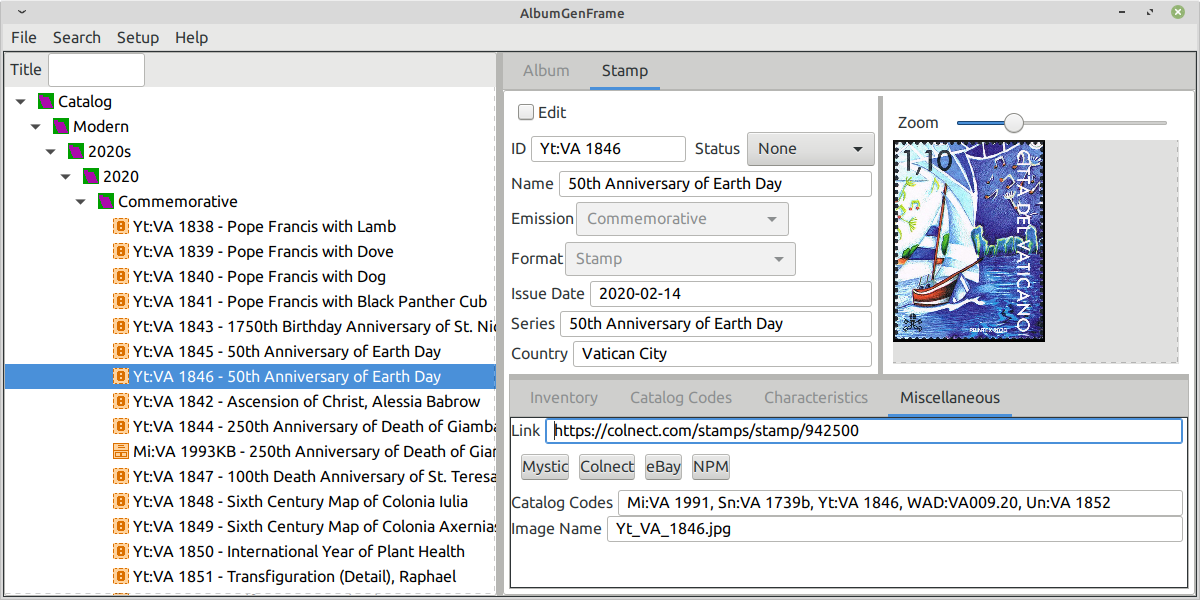 AlbumGenFrame
File Search Setup Help
Title
Catalog
Modern
2020s
2020
Commemorative
Yt:VA 1838 - Pope Francis with Lamb
Yt:VA 1839 - Pope Francis with Dove
Yt:VA 1840 - Pope Francis with Dog
Yt:VA 1841 - Pope Francis with Black Panther Cub
Yt:VA 1843 - 1750th Birthday Anniversary of St. Nic
Yt:VA 1845 - 50th Anniversary of Earth Day
Yt:VA 1846 - 50th Anniversary of Earth Day
Yt:VA 1842 - Ascension of Christ, Alessia Babrow
Yt:VA 1844 - 250th Anniversary of Death of Giamba
Mi:VA 1993KB - 250th Anniversary of Death of Giam
Yt:VA 1847 - 100th Death Anniversary of St. Teresa
Yt:VA 1848 - Sixth Century Map of Colonia Iulia
Yt:VA 1849 - Sixth Century Map of Colonia Axernias
Yt:VA 1850 - International Year of Plant Health
Yt:VA 1851 - Transfiguration (Detail), Raphael
Album Stamp
Edit
ID Yt:VA 1846 Status None
Name 50th Anniversary of Earth Day
Emission Commemorative
Format Stamp
Issue Date 2020-02-14
Series 50th Anniversary of Earth Day
Country Vatican City
Zoom
1,10
CITTÀ DEL VATICANO
Inventory Catalog Codes Characteristics Miscellaneous
Link https://colnect.com/stamps/stamp/942500
Mystic Colnect eBay NPM
Catalog Codes Mi:VA 1991, Sn:VA 1739b, Yt:VA 1846, WAD:VA009.20, Un:VA 1852
Image Name Yt_VA_1846.jpg